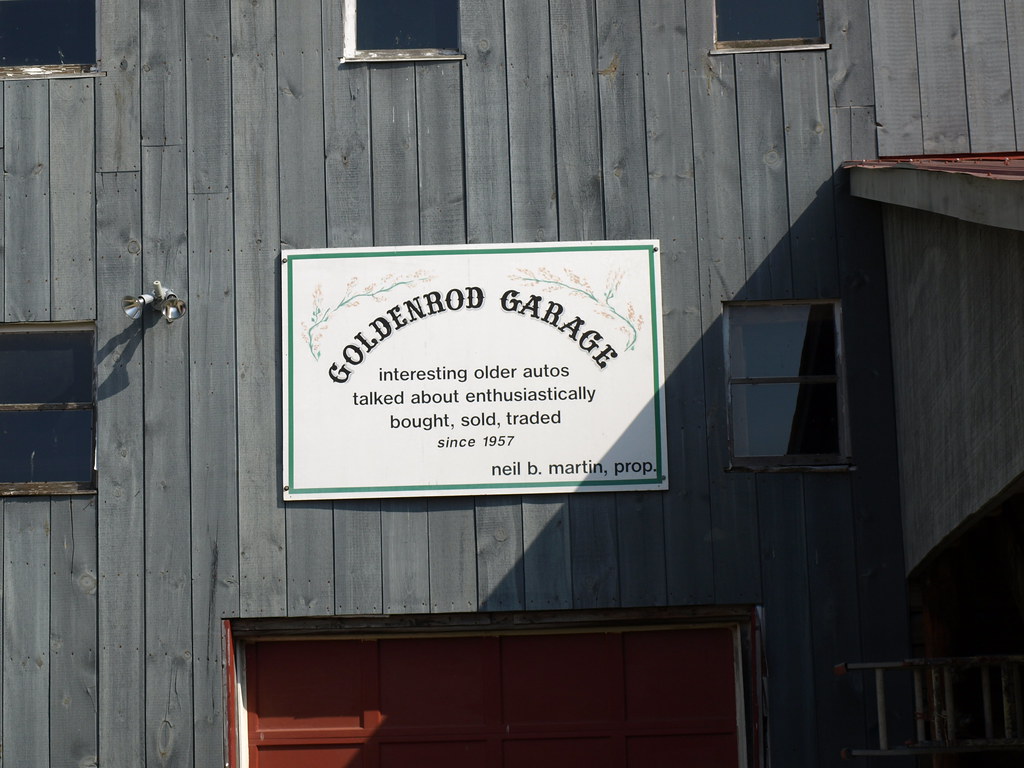 GOLDENROD GARAGE
interesting older autos
talked about enthusiastically
bought, sold, traded
since 1957
neil b. martin, prop.